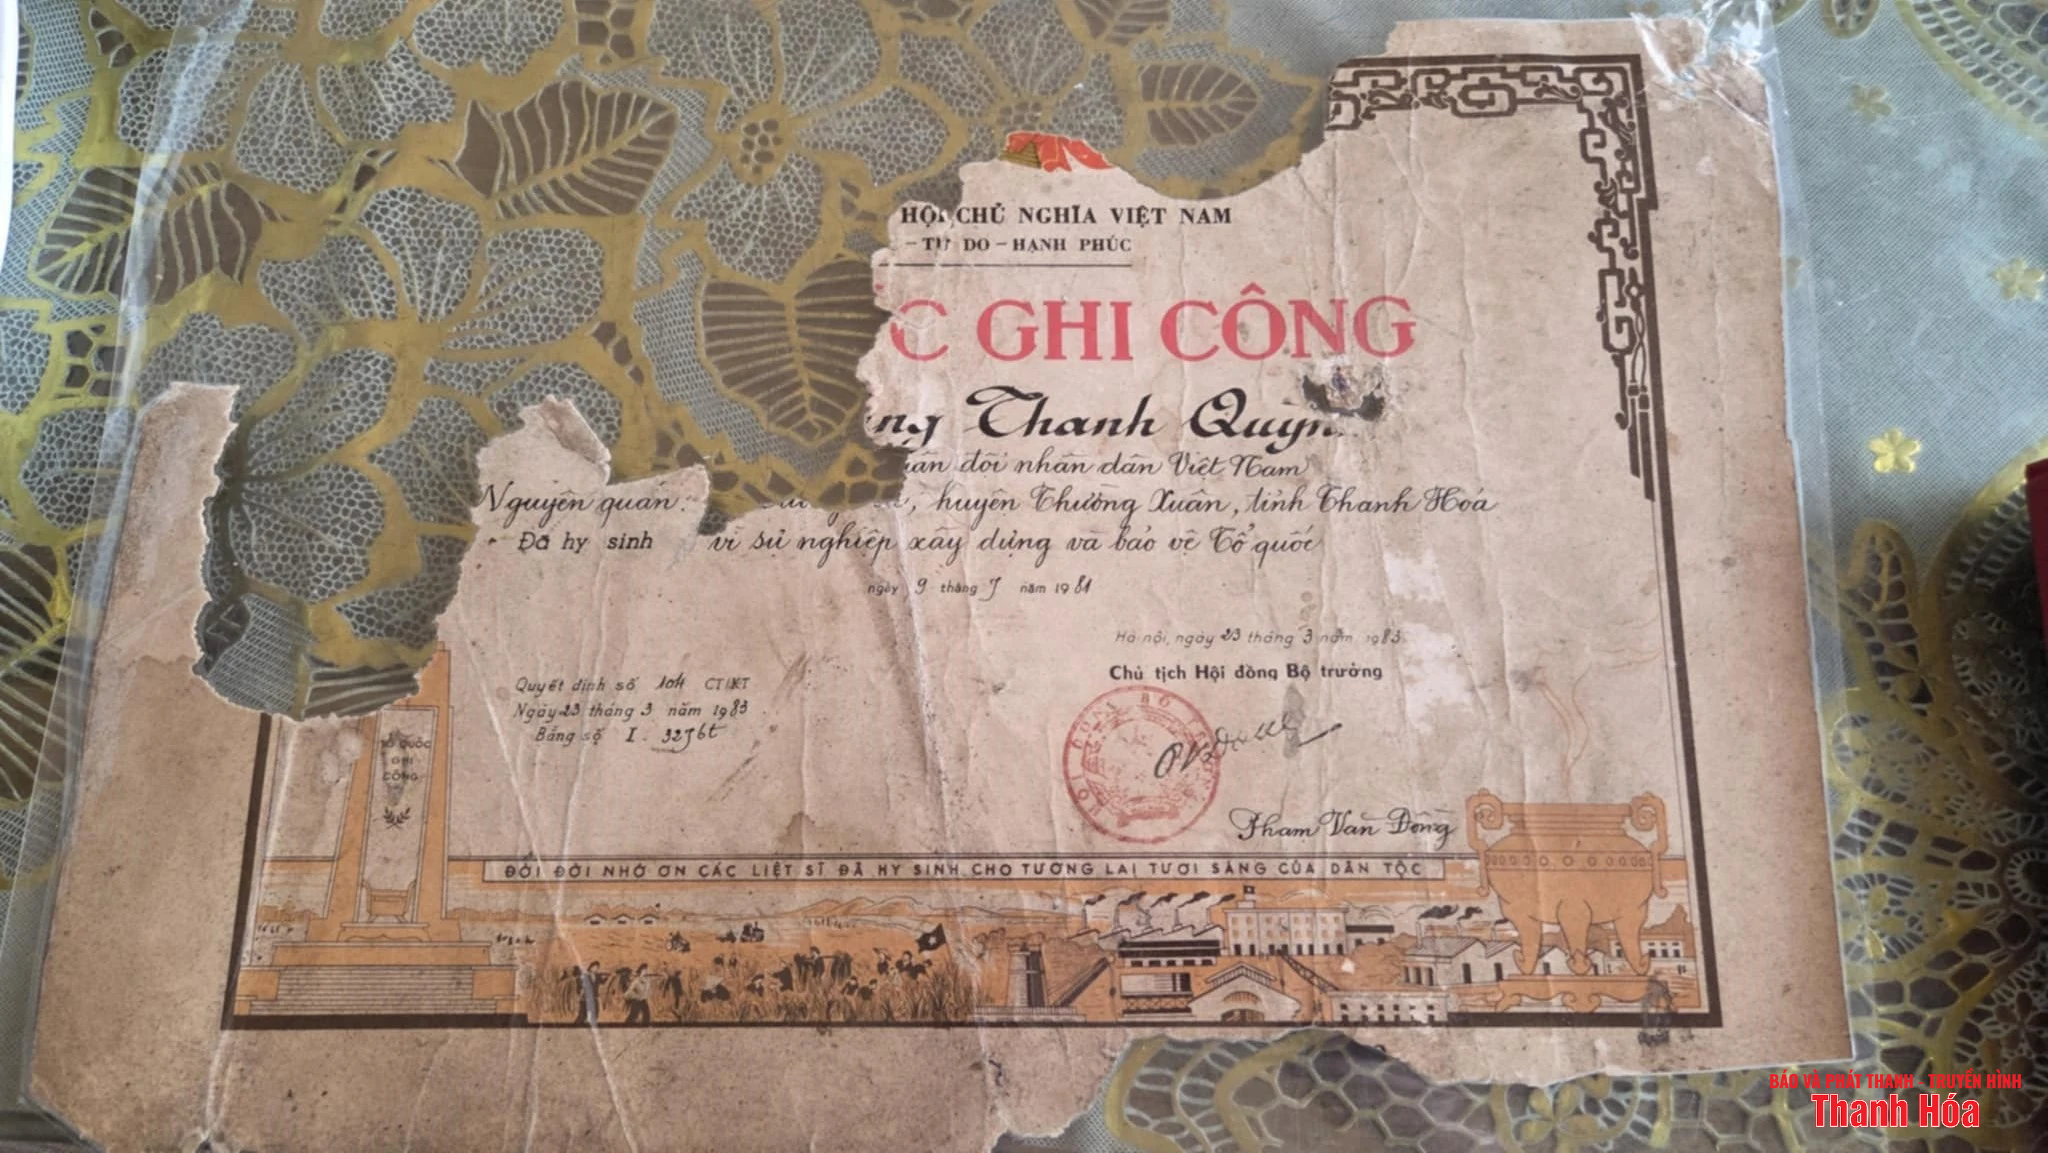 HỘI CHỦ NGHĨA VIỆT NAM
– TỰ DO – HẠNH PHÚC
GHI CÔNG
Thanh
đội nhân dân Việt Nam
Nguyên quán: huyện Thường Xuân, tỉnh Thanh Hóa
Đã hy sinh vì sự nghiệp xây dựng và bảo vệ Tổ quốc
ngày 9 tháng năm 1981
Hà nội, ngày 23 tháng 3 năm 1983
Chủ tịch Hội đồng Bộ trưởng
Quyết định số 104 CT/KT
Ngày 23 tháng 3 năm 1983
Bằng số I.
TỔ QUỐC
GHI
CÔNG
Phạm Văn Đồng
ĐỜI ĐỜI NHỚ ƠN CÁC LIỆT SĨ ĐÃ HY SINH CHO TƯƠNG LAI TƯƠI SÁNG CỦA DÂN TỘC
BÁO VÀ PHÁT THANH - TRUYỀN HÌNH
Thanh Hóa